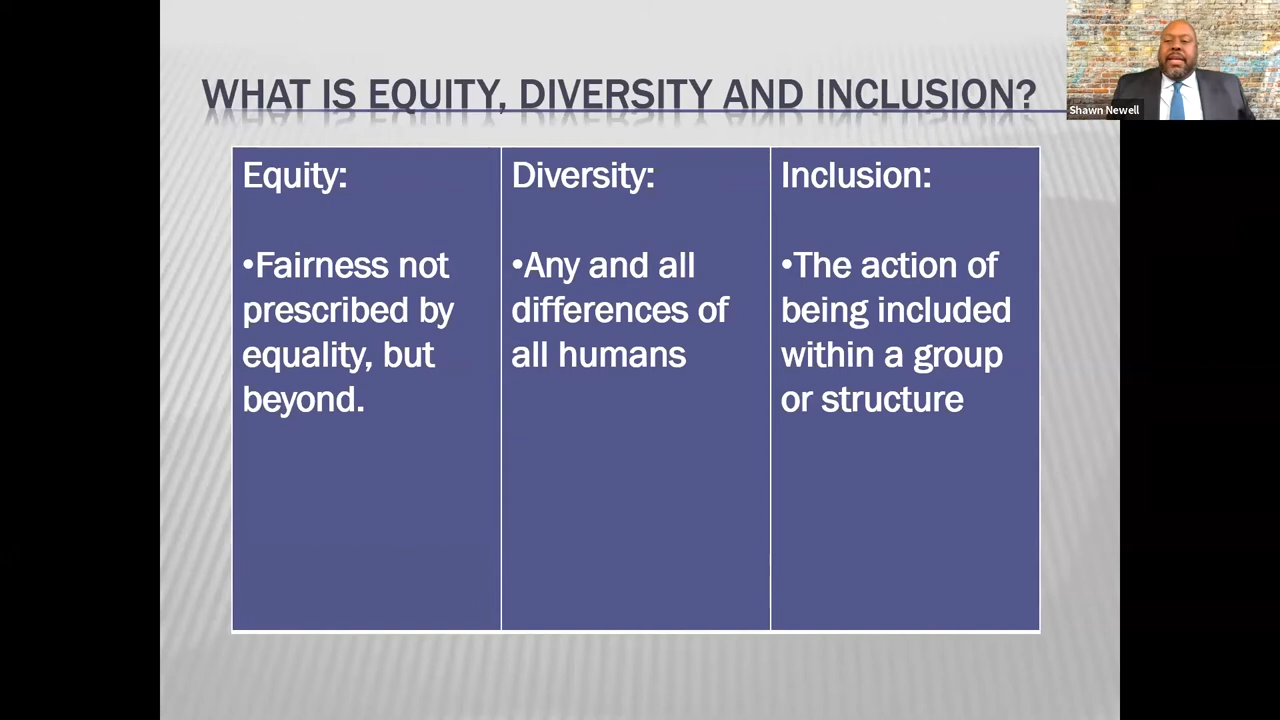 WHAT IS EQUITY, DIVERSITY AND INCLUSION?
Shawn Newell
Equity:
•Fairness not
prescribed by
equality, but
beyond.
Diversity:
•Any and all
differences of
all humans
Inclusion:
•The action of
being included
within a group
or structure